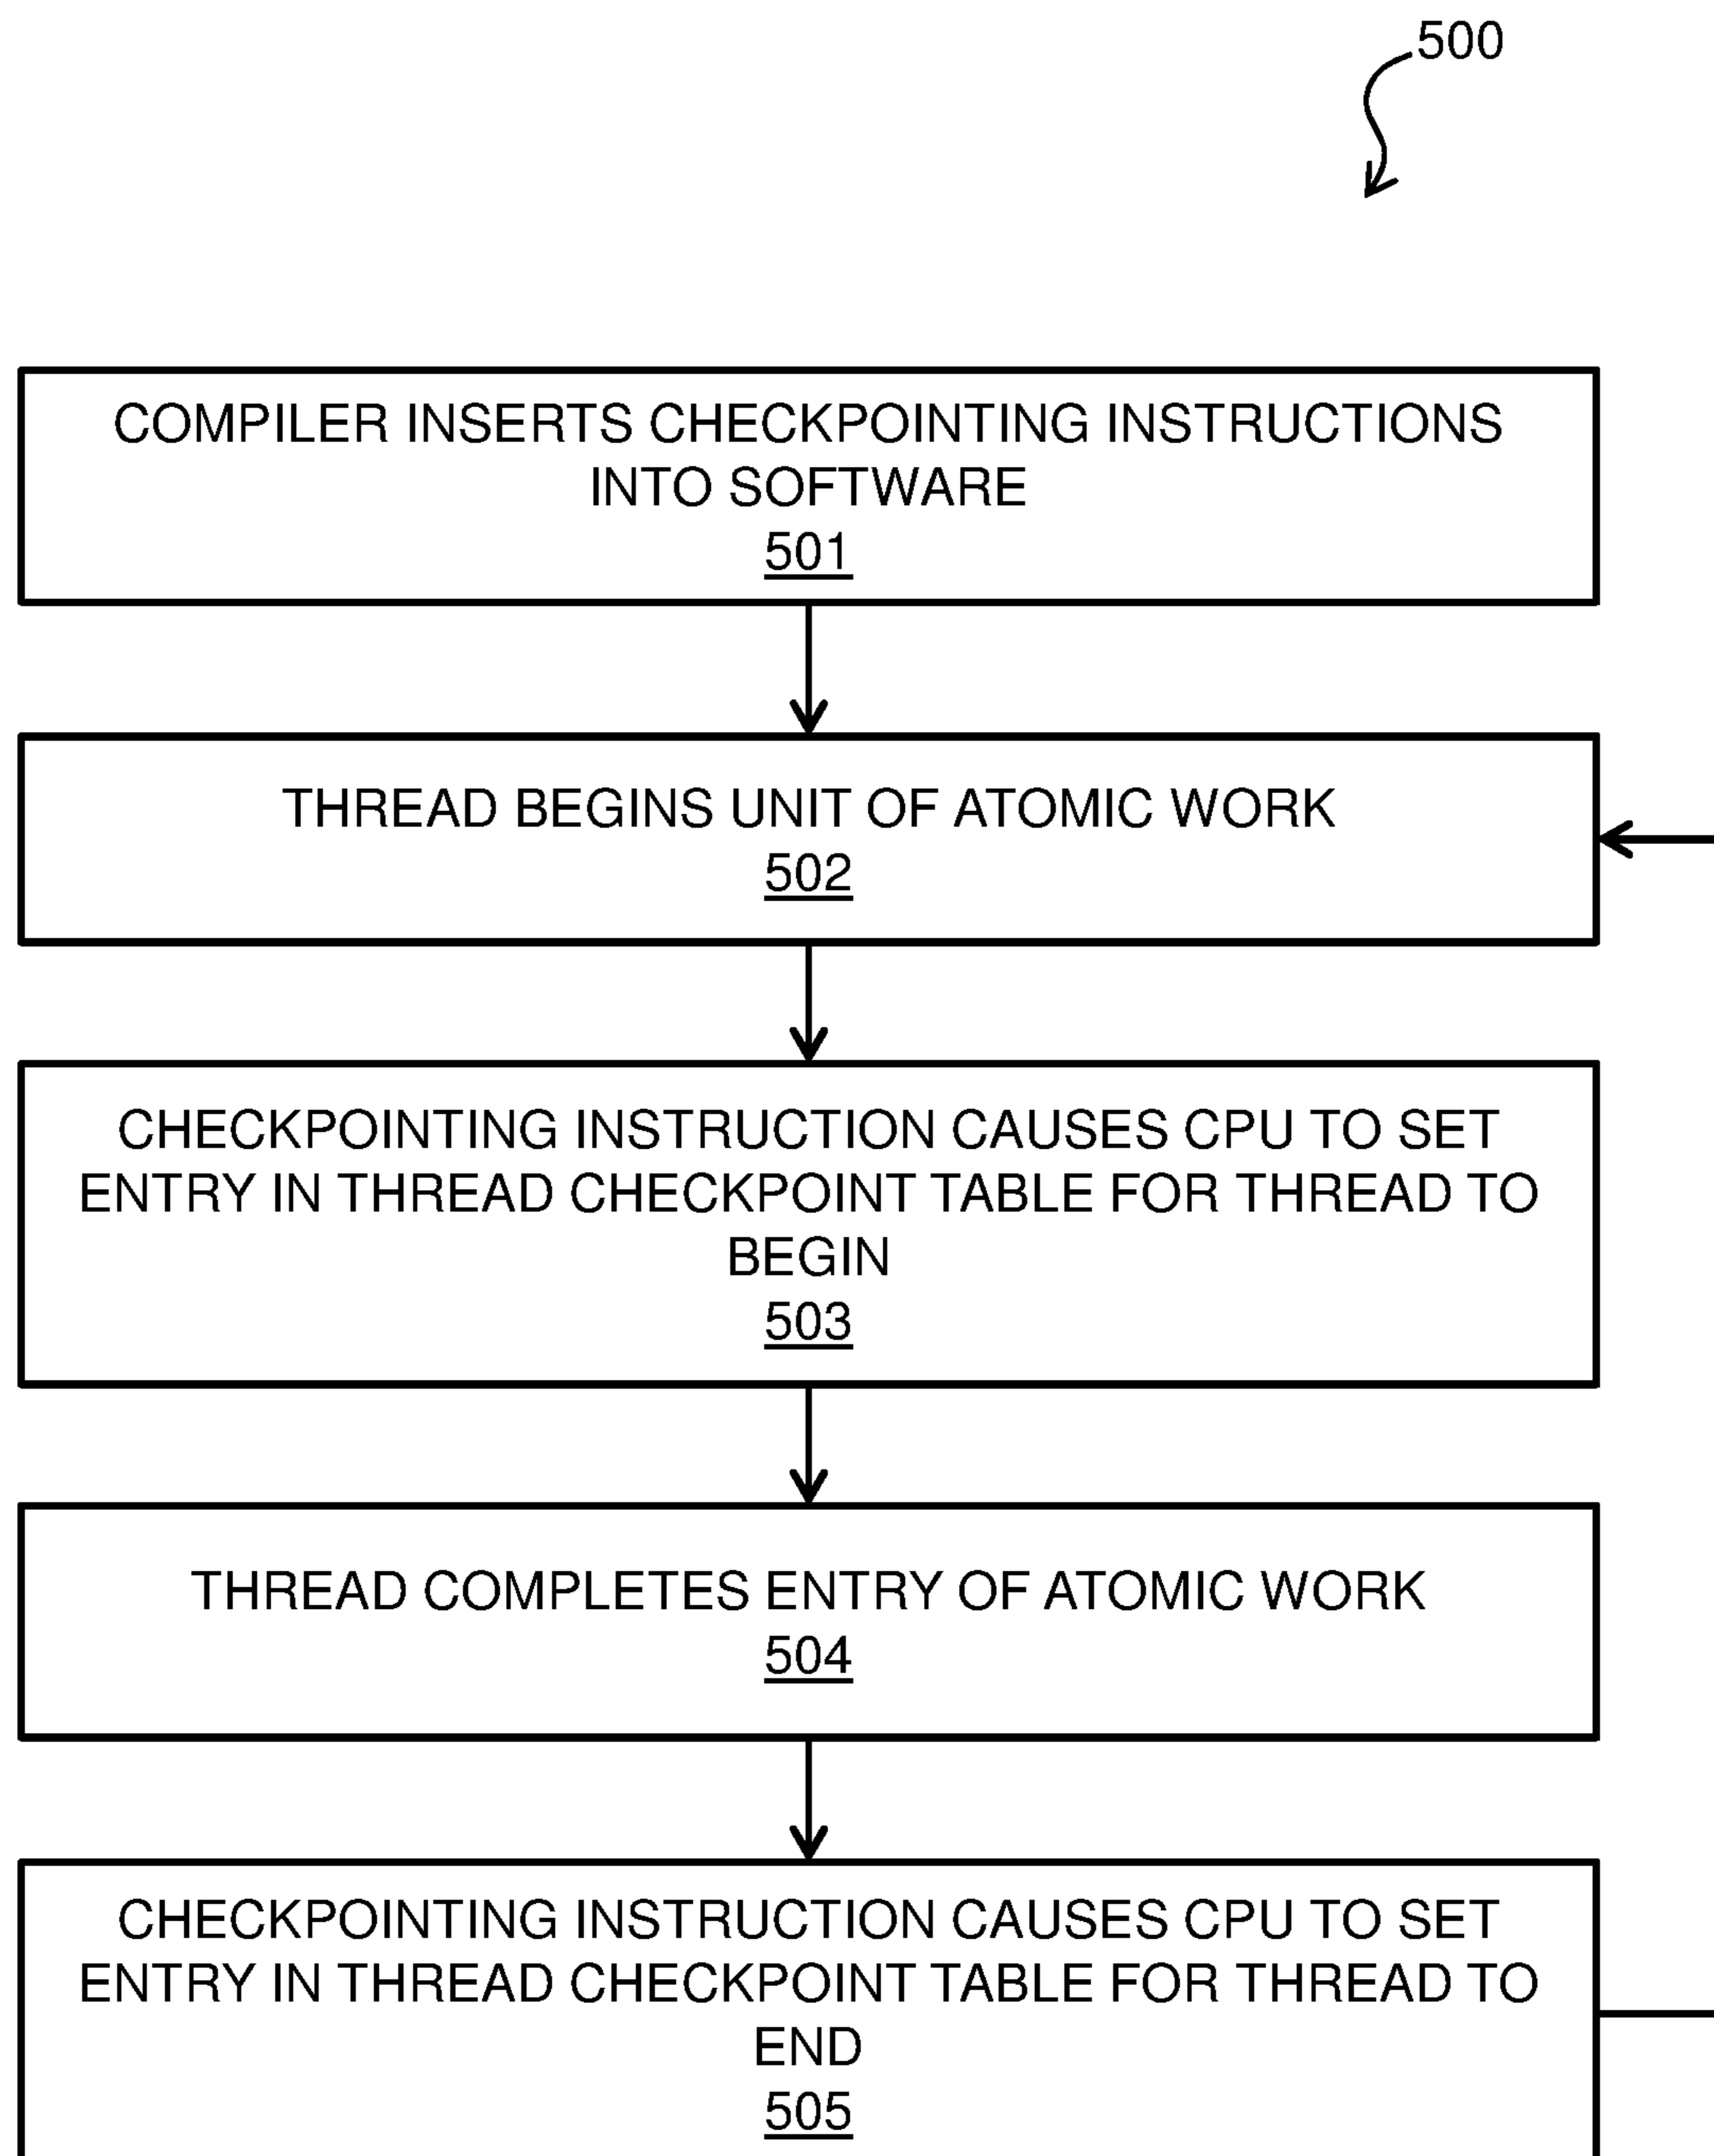 500
COMPILER INSERTS CHECKPOINTING INSTRUCTIONS
INTO SOFTWARE
501
THREAD BEGINS UNIT OF ATOMIC WORK
502
CHECKPOINTING INSTRUCTION CAUSES CPU TO SET
ENTRY IN THREAD CHECKPOINT TABLE FOR THREAD TO
BEGIN
503
THREAD COMPLETES ENTRY OF ATOMIC WORK
504
CHECKPOINTING INSTRUCTION CAUSES CPU TO SET
ENTRY IN THREAD CHECKPOINT TABLE FOR THREAD TO
END
505